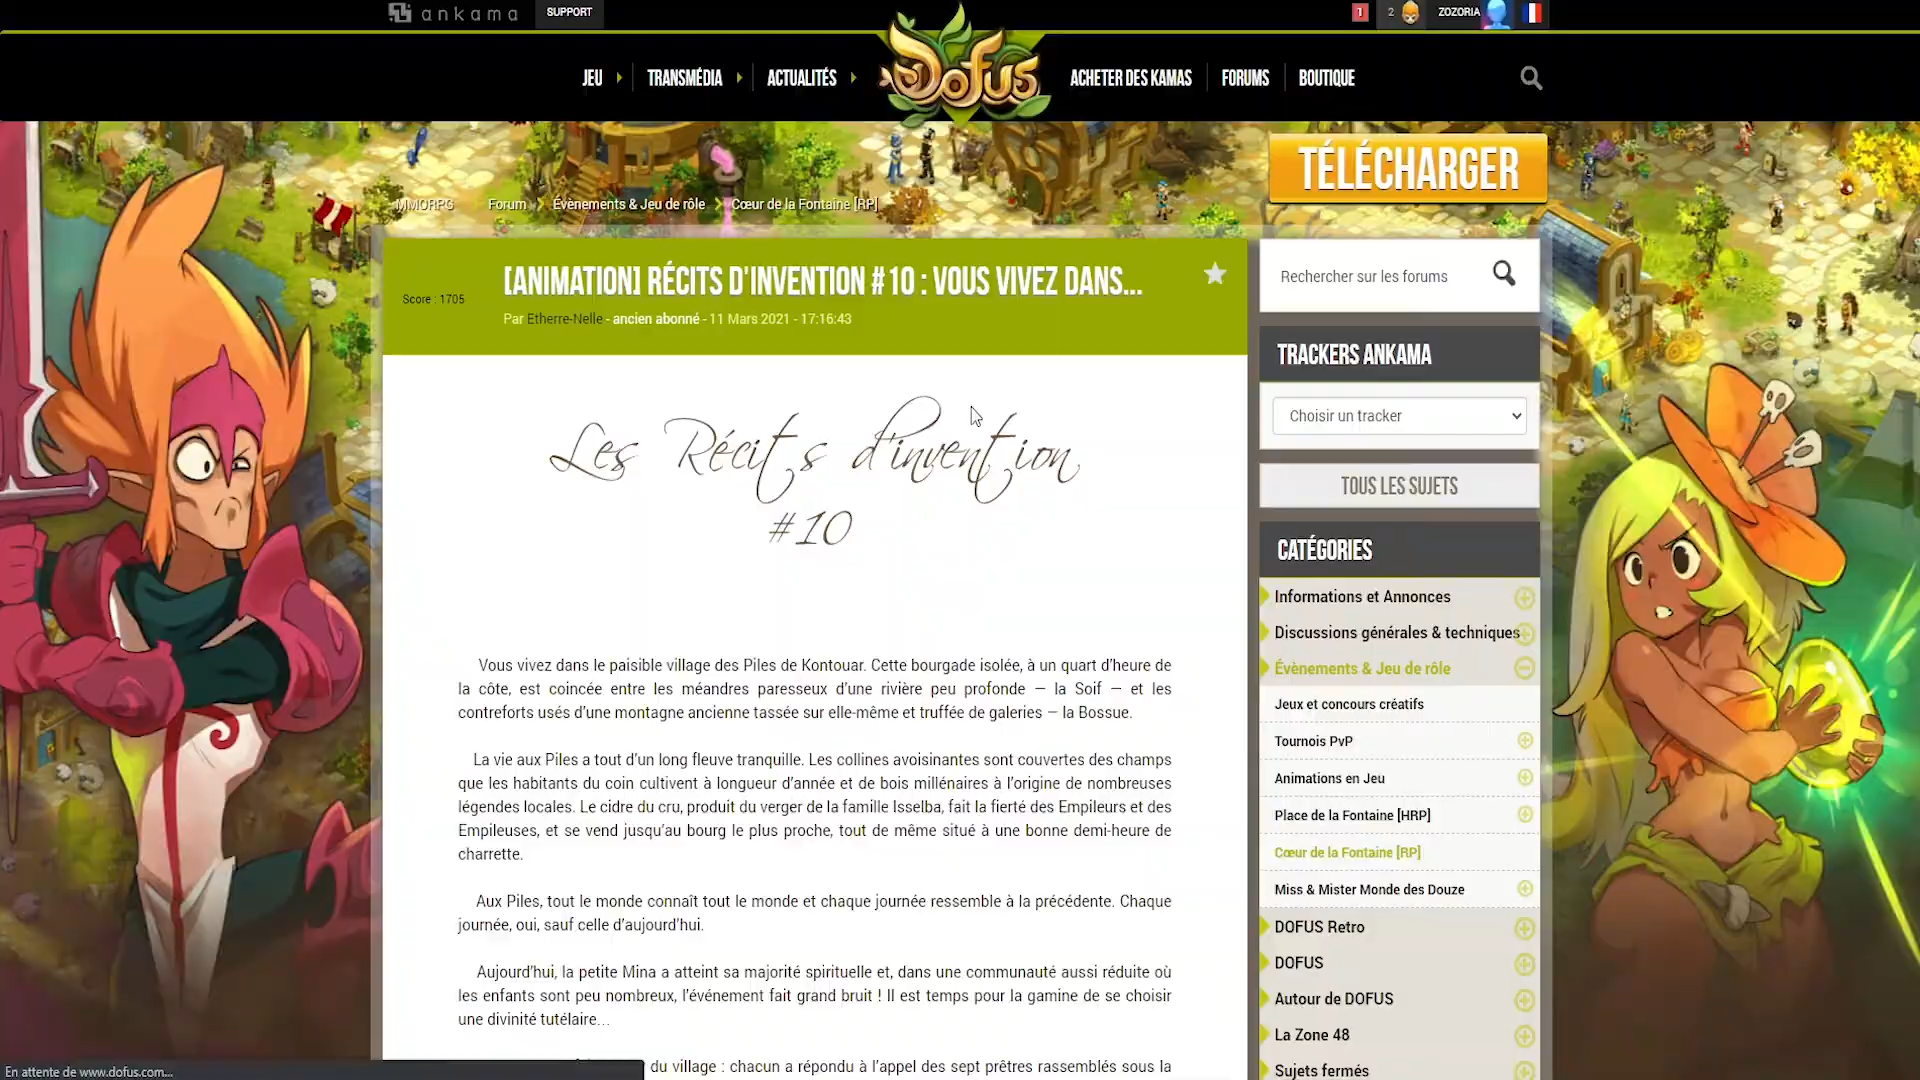 ankama
SUPPORT
1
2
ZOZORIA
JEU
TRANSMÉDIA
ACTUALITÉS
Dofus
ACHETER DES KAMAS
FORUMS
BOUTIQUE
TÉLÉCHARGER
MMORPG
Forum
Évènements & Jeu de rôle
Cœur de la Fontaine [RP]
Score : 1705
[ANIMATION] RÉCITS D'INVENTION #10 : VOUS VIVEZ DANS...
Par Etherre-Nelle - ancien abonné - 11 Mars 2021 - 17:16:43
Les Récits d'invention
#10
Vous vivez dans le paisible village des Piles de Kontouar. Cette bourgade isolée, à un quart d'heure de
la côte, est coincée entre les méandres paresseux d'une rivière peu profonde — la Soif — et les
contreforts usés d'une montagne ancienne tassée sur elle-même et truffée de galeries — la Bossue.
La vie aux Piles a tout d'un long fleuve tranquille. Les collines avoisinantes sont couvertes des champs
que les habitants du coin cultivent à longueur d'année et de bois millénaires à l'origine de nombreuses
légendes locales. Le cidre du cru, produit du verger de la famille Isselba, fait la fierté des Empileurs et des
Empileuses, et se vend jusqu'au bourg le plus proche, tout de même situé à une bonne demi-heure de
charrette.
Aux Piles, tout le monde connaît tout le monde et chaque journée ressemble à la précédente. Chaque
journée, oui, sauf celle d'aujourd'hui.
Aujourd'hui, la petite Mina a atteint sa majorité spirituelle et, dans une communauté aussi réduite où
les enfants sont peu nombreux, l'événement fait grand bruit ! Il est temps pour la gamine de se choisir
une divinité tutélaire…
du village : chacun a répondu à l'appel des sept prêtres rassemblés sous la
Rechercher sur les forums
TRACKERS ANKAMA
Choisir un tracker
TOUS LES SUJETS
CATÉGORIES
Informations et Annonces
Discussions générales & techniques
Évènements & Jeu de rôle
Jeux et concours créatifs
Tournois PvP
Animations en Jeu
Place de la Fontaine [HRP]
Cœur de la Fontaine [RP]
Miss & Mister Monde des Douze
DOFUS Retro
DOFUS
Autour de DOFUS
La Zone 48
Sujets fermés
En attente de www.dofus.com...